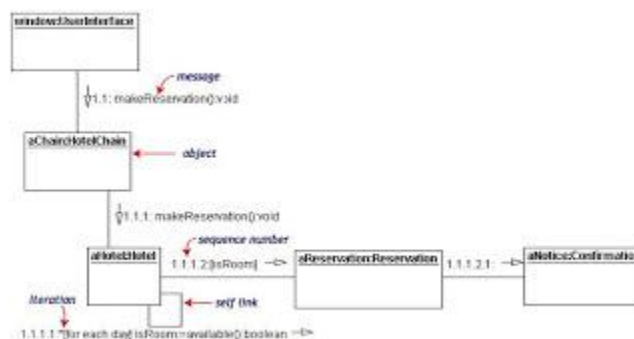 window:UserInterface
message
1.1: makeReservation():void
aChain:HotelChain
object
1.1.1: makeReservation():void
sequence number
aHotel:Hotel
1.1.1.2:[isRoom]
aReservation:Reservation
1.1.1.2.1:
aNotice:Confirmatio
iteration
self link
1.1.1.1:*[for each day] isRoom:=available():boolean